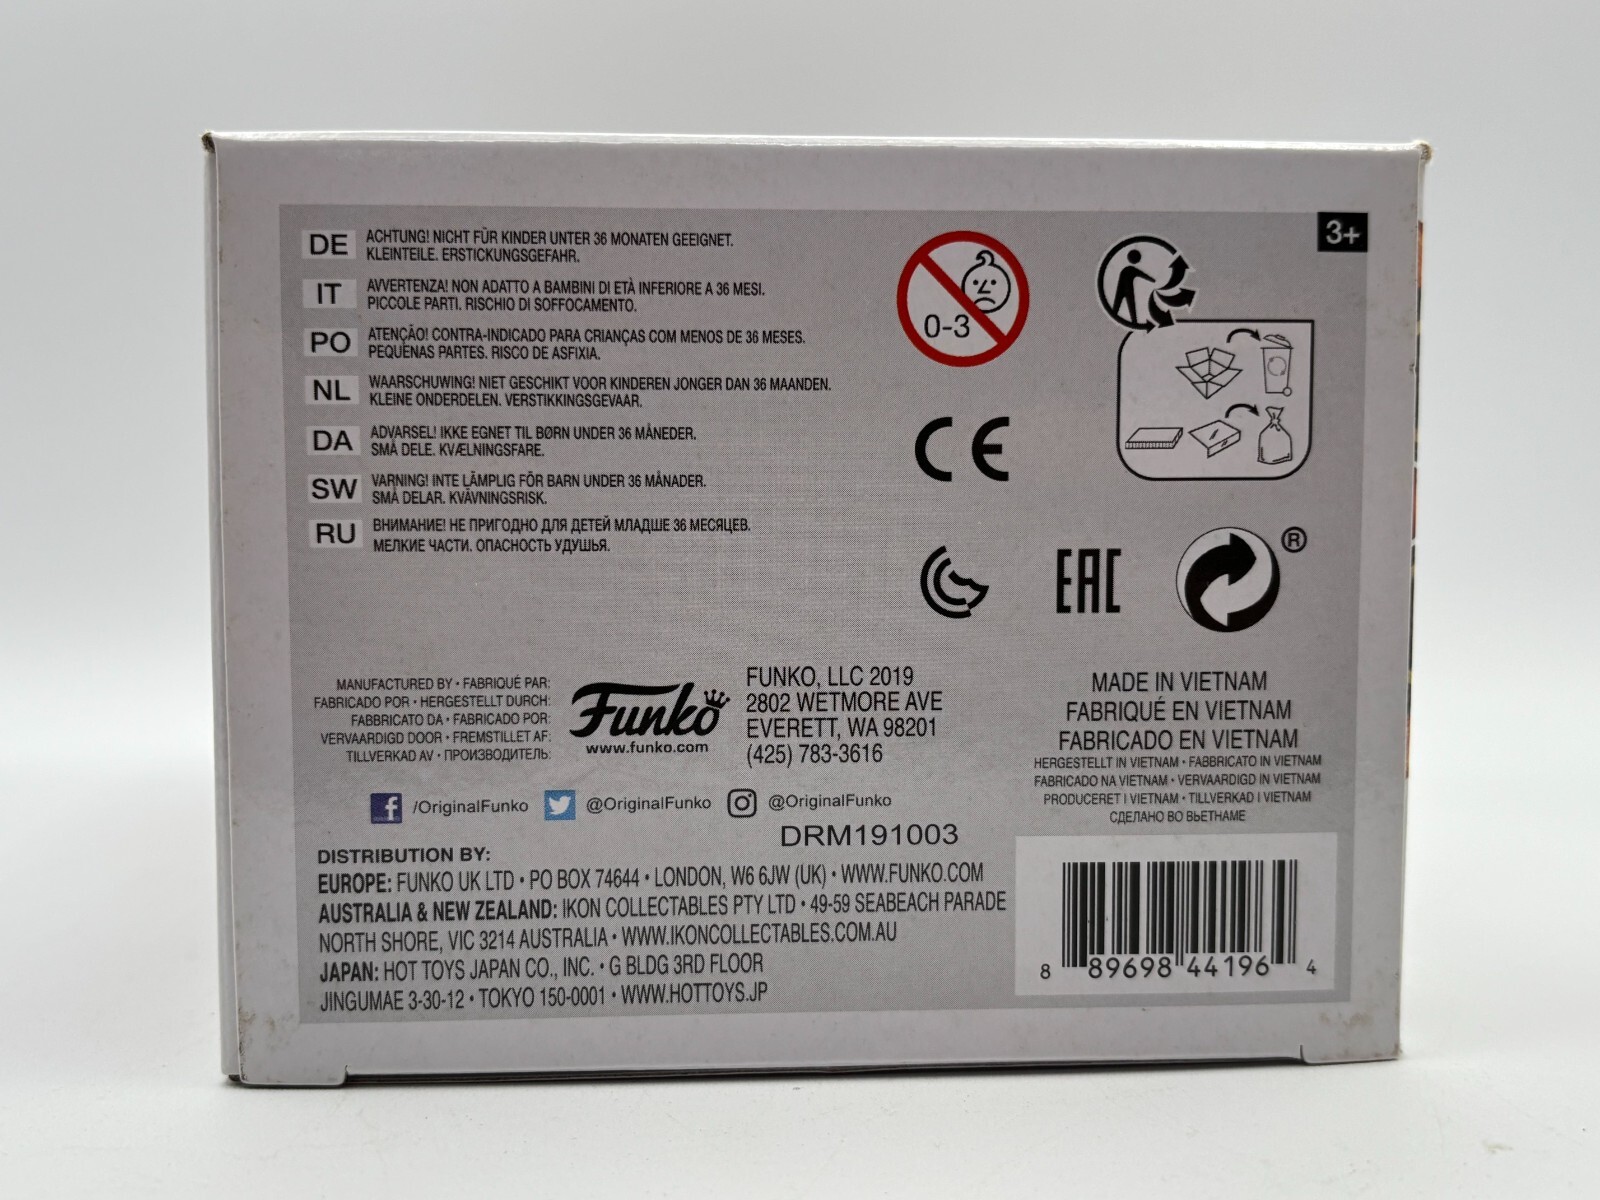 3+
DE ACHTUNG! NICHT FÜR KINDER UNTER 36 MONATEN GEEIGNET.
KLEINTEILE. ERSTICKUNGSGEFAHR.
IT AVVERTENZA! NON ADATTO A BAMBINI DI ETÀ INFERIORE A 36 MESI.
PICCOLE PARTI. RISCHIO DI SOFFOCAMENTO.
PO ATENÇÃO! CONTRA-INDICADO PARA CRIANÇAS COM MENOS DE 36 MESES.
PEQUENAS PARTES. RISCO DE ASFIXIA.
NL WAARSCHUWING! NIET GESCHIKT VOOR KINDEREN JONGER DAN 36 MAANDEN.
KLEINE ONDERDELEN. VERSTIKKINGSGEVAAR.
DA ADVARSEL! IKKE EGNET TIL BØRN UNDER 36 MÅNEDER.
SMÅ DELE. KVÆLNINGSFARE.
SW VARNING! INTE LÄMPLIG FÖR BARN UNDER 36 MÅNADER.
SMÅ DELAR. KVÄVNINGSRISK.
RU ВНИМАНИЕ! НЕ ПРИГОДНО ДЛЯ ДЕТЕЙ МЛАДШЕ 36 МЕСЯЦЕВ.
МЕЛКИЕ ЧАСТИ. ОПАСНОСТЬ УДУШЬЯ.
0-3
CE
EAC
®
MANUFACTURED BY • FABRIQUÉ PAR:
FABRICADO POR • HERGESTELLT DURCH:
FABBRICATO DA • FABRICADO POR:
VERVAARDIGD DOOR • FREMSTILLET AF:
TILLVERKAD AV • ПРОИЗВОДИТЕЛЬ:
Funko
www.funko.com
FUNKO, LLC 2019
2802 WETMORE AVE
EVERETT, WA 98201
(425) 783-3616
MADE IN VIETNAM
FABRIQUÉ EN VIETNAM
FABRICADO EN VIETNAM
HERGESTELLT IN VIETNAM • FABBRICATO IN VIETNAM
FABRICADO NA VIETNAM • VERVAARDIGD IN VIETNAM
PRODUCERET I VIETNAM • TILLVERKAD I VIETNAM
СДЕЛАНО ВО ВЬЕТНАМЕ
/OriginalFunko @OriginalFunko @OriginalFunko
DRM191003
DISTRIBUTION BY:
EUROPE: FUNKO UK LTD • PO BOX 74644 • LONDON, W6 6JW (UK) • WWW.FUNKO.COM
AUSTRALIA & NEW ZEALAND: IKON COLLECTABLES PTY LTD • 49-59 SEABEACH PARADE
NORTH SHORE, VIC 3214 AUSTRALIA • WWW.IKONCOLLECTABLES.COM.AU
JAPAN: HOT TOYS JAPAN CO., INC. • G BLDG 3RD FLOOR
JINGUMAE 3-30-12 • TOKYO 150-0001 • WWW.HOTTOYS.JP
8 89698 44196 4